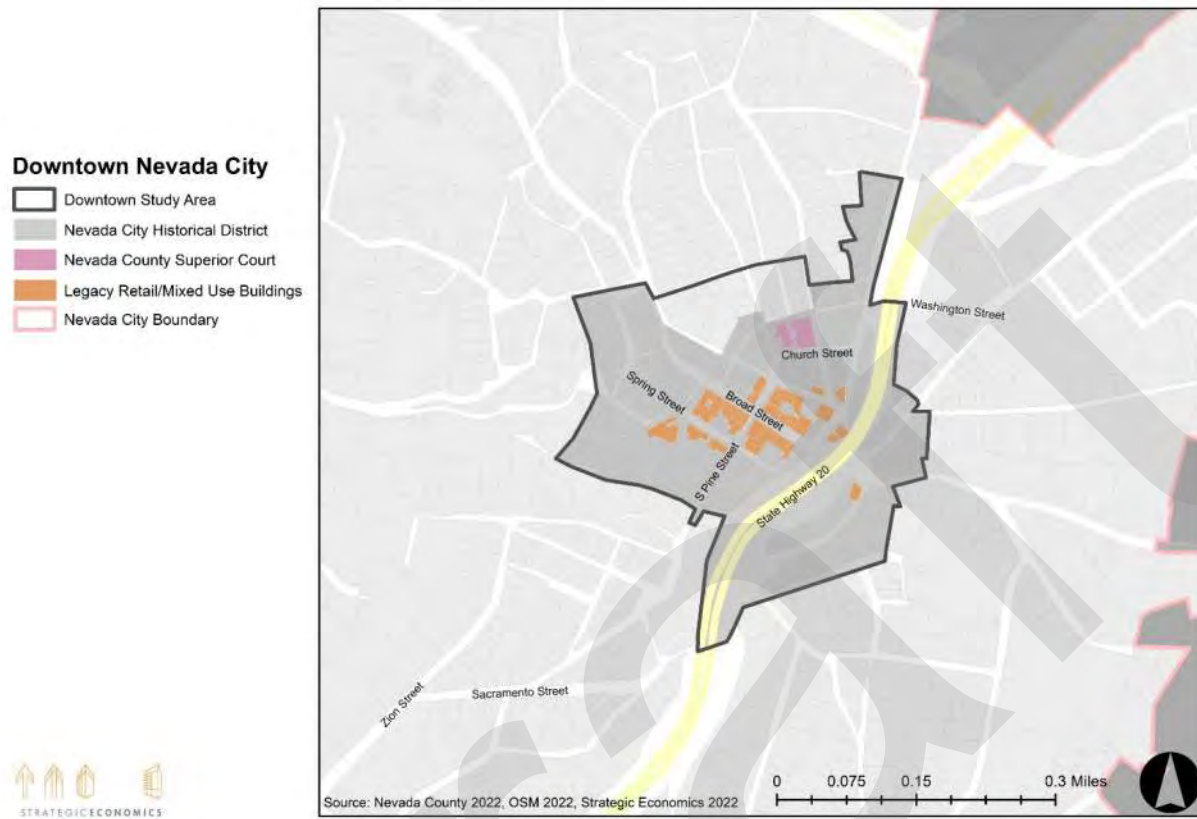 Downtown Nevada City
Downtown Study Area
Nevada City Historical District
Nevada County Superior Court
Legacy Retail/Mixed Use Buildings
Nevada City Boundary
Washington Street
Church Street
Spring Street
Broad Street
S Pine Street
State Highway 20
Zion Street
Sacramento Street
0 0.075 0.15 0.3 Miles
Source: Nevada County 2022, OSM 2022, Strategic Economics 2022
STRATEGICECONOMICS